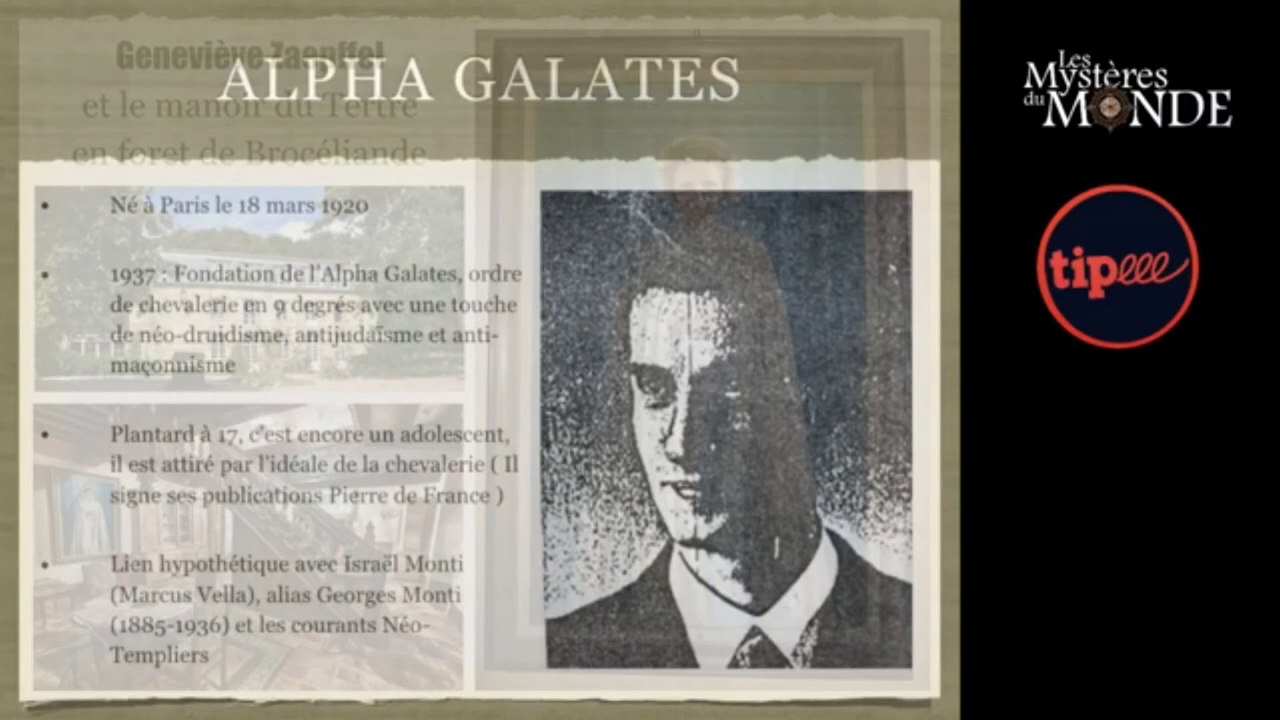 Geneviève Zaepffel
et le manoir du Tertre
en foret de Brocéliande
ALPHA GALATES
• Né à Paris le 18 mars 1920
• 1937 : Fondation de l'Alpha Galates, ordre
de chevalerie en 9 degrés avec une touche
de néo-druidisme, antijudaïsme et anti-
maçonnisme
• Plantard à 17, c'est encore un adolescent,
il est attiré par l'idéale de la chevalerie ( Il
signe ses publications Pierre de France )
• Lien hypothétique avec Israël Monti
(Marcus Vella), alias Georges Monti
(1885-1936) et les courants Néo-
Templiers
Les
Mystères
du MONDE
tipeee